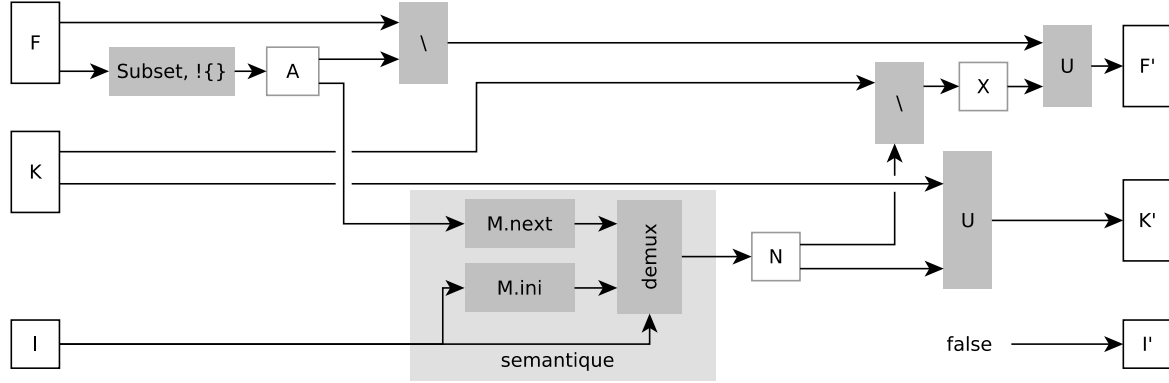 F
Subset, !{}
A
\
U
F'
K
\
X
M.next
M.ini
demux
N
U
K'
I
semantique
false
I'